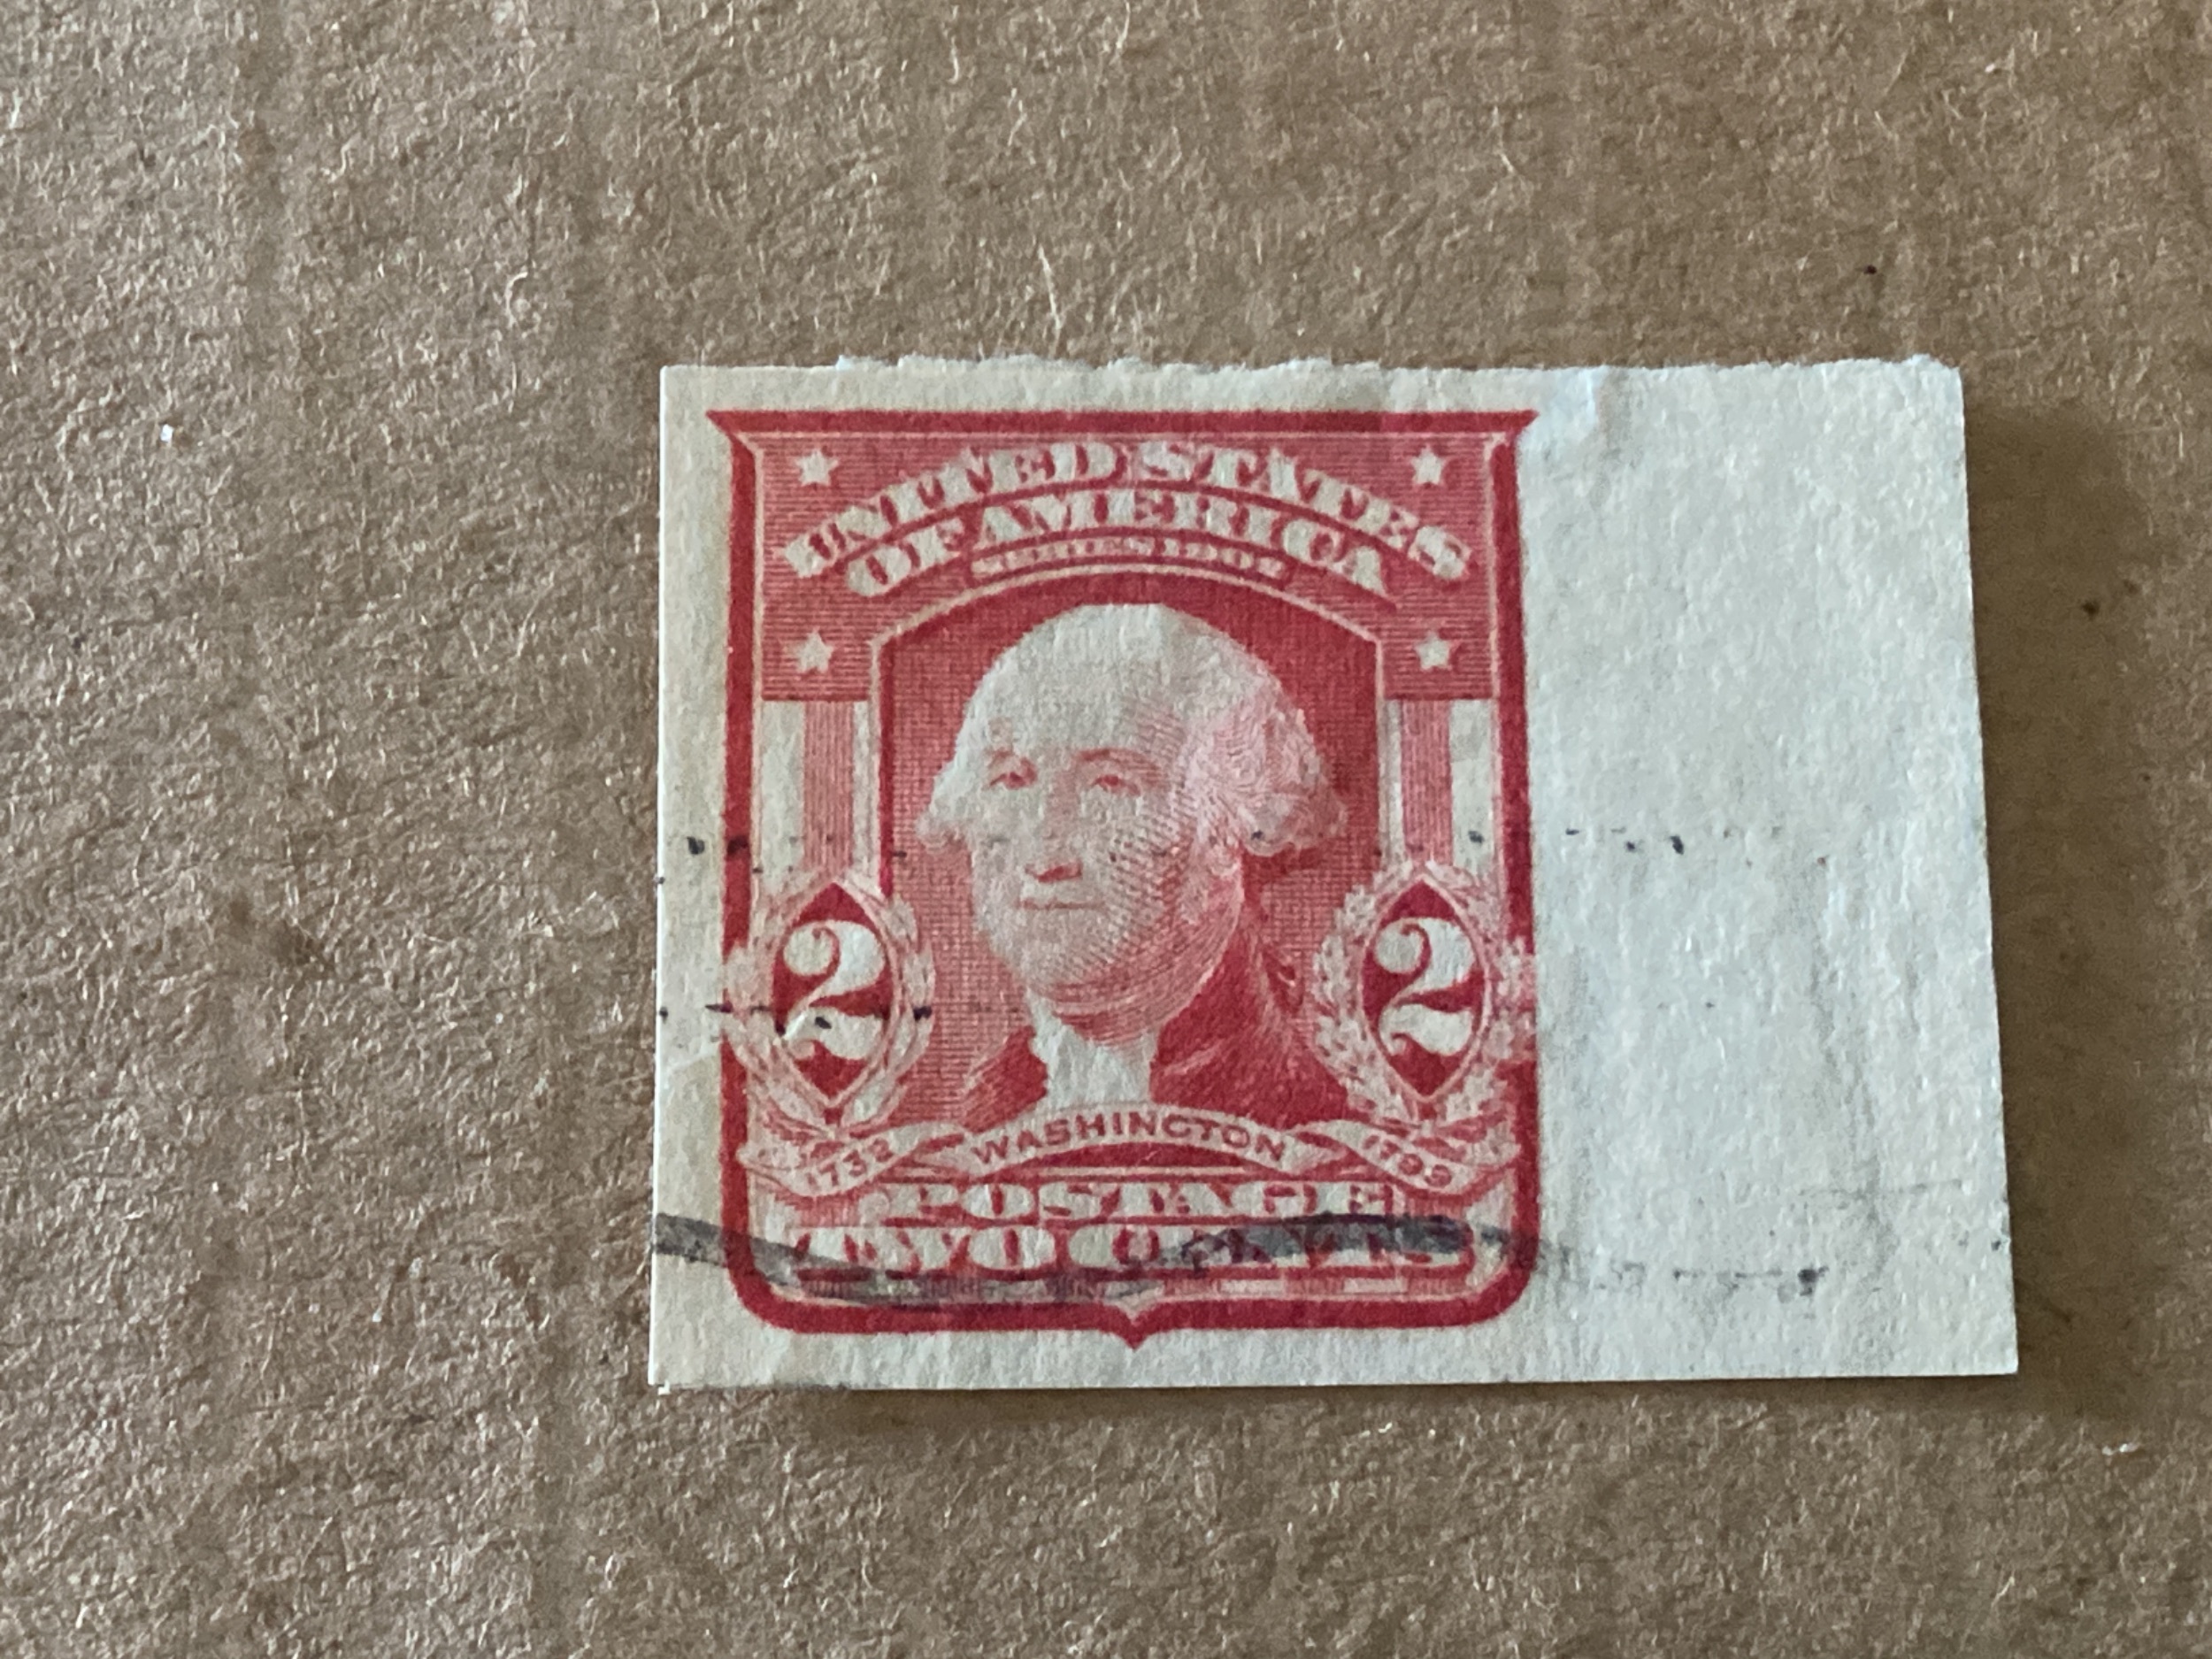 UNITED STATES
OF AMERICA
SERIES 1902
2 2
1732 WASHINGTON 1799
POSTAGE
TWO CENTS